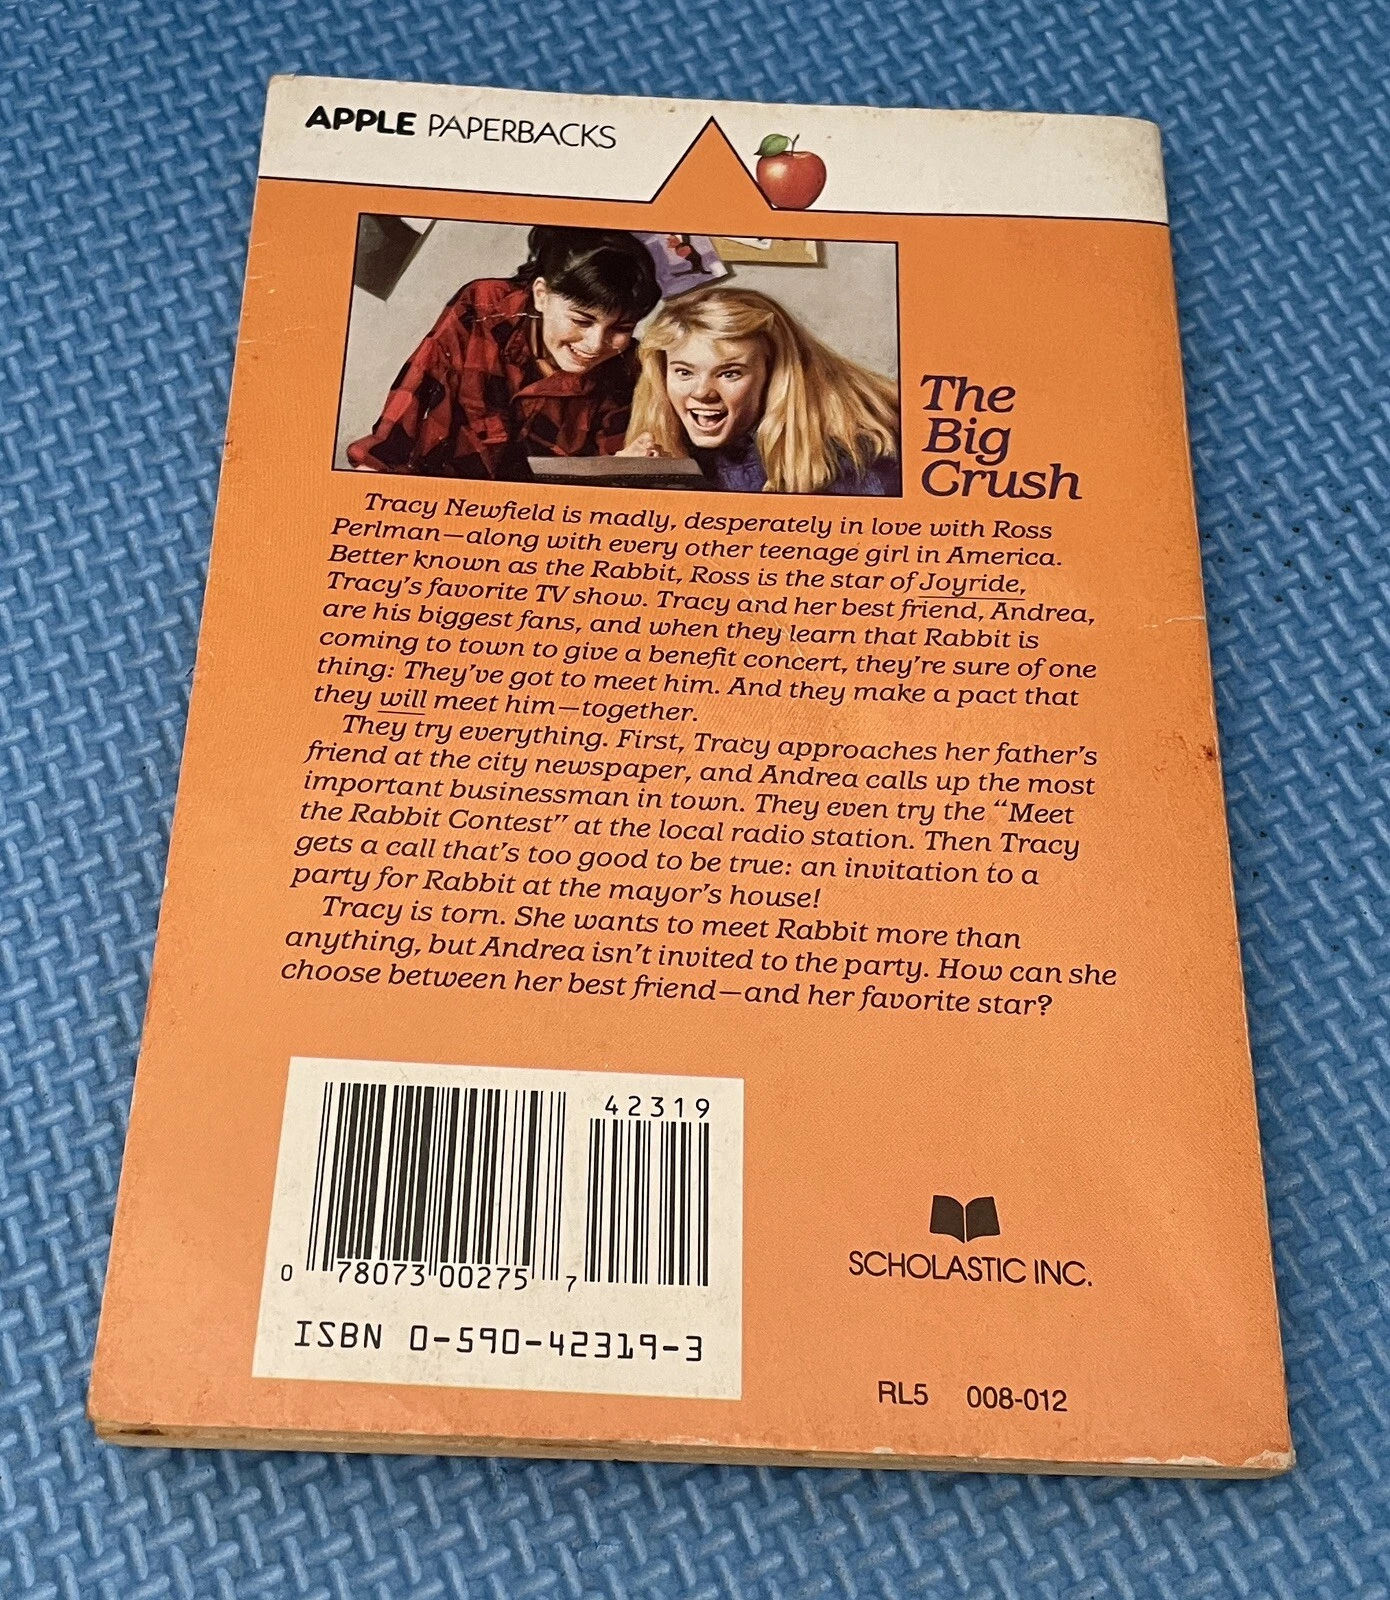 APPLE PAPERBACKS
The
Big
Crush
Tracy Newfield is madly, desperately in love with Ross
Perlman—along with every other teenage girl in America.
Better known as the Rabbit, Ross is the star of Joyride,
Tracy's favorite TV show. Tracy and her best friend, Andrea,
are his biggest fans, and when they learn that Rabbit is
coming to town to give a benefit concert, they're sure of one
thing: They've got to meet him. And they make a pact that
they will meet him—together.
They try everything. First, Tracy approaches her father's
friend at the city newspaper, and Andrea calls up the most
important businessman in town. They even try the “Meet
the Rabbit Contest” at the local radio station. Then Tracy
gets a call that's too good to be true: an invitation to a
party for Rabbit at the mayor's house!
Tracy is torn. She wants to meet Rabbit more than
anything, but Andrea isn't invited to the party. How can she
choose between her best friend—and her favorite star?
42319
0 78073 00275 7
ISBN 0-590-42319-3
SCHOLASTIC INC.
RL5 008-012